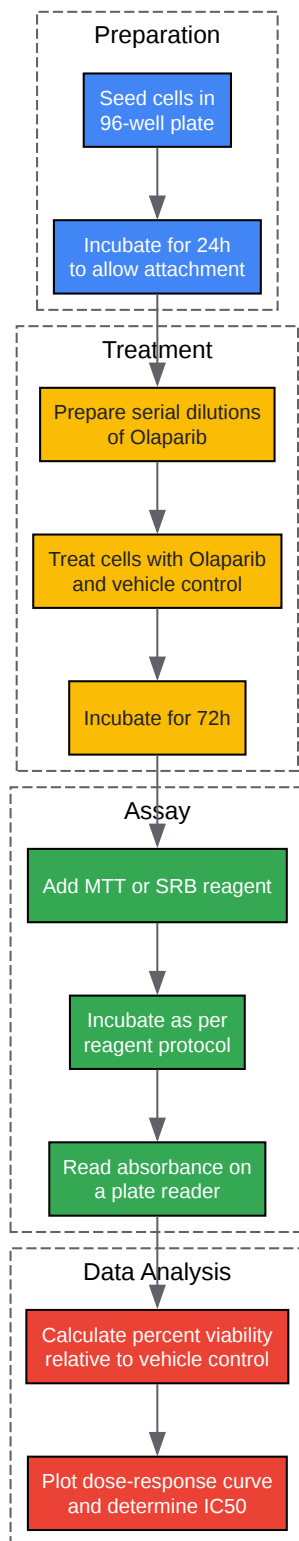 Preparation
Seed cells in
96-well plate
Incubate for 24h
to allow attachment
Treatment
Prepare serial dilutions
of Olaparib
Treat cells with Olaparib
and vehicle control
Incubate for 72h
Assay
Add MTT or SRB reagent
Incubate as per
reagent protocol
Read absorbance on
a plate reader
Data Analysis
Calculate percent viability
relative to vehicle control
Plot dose-response curve
and determine IC50